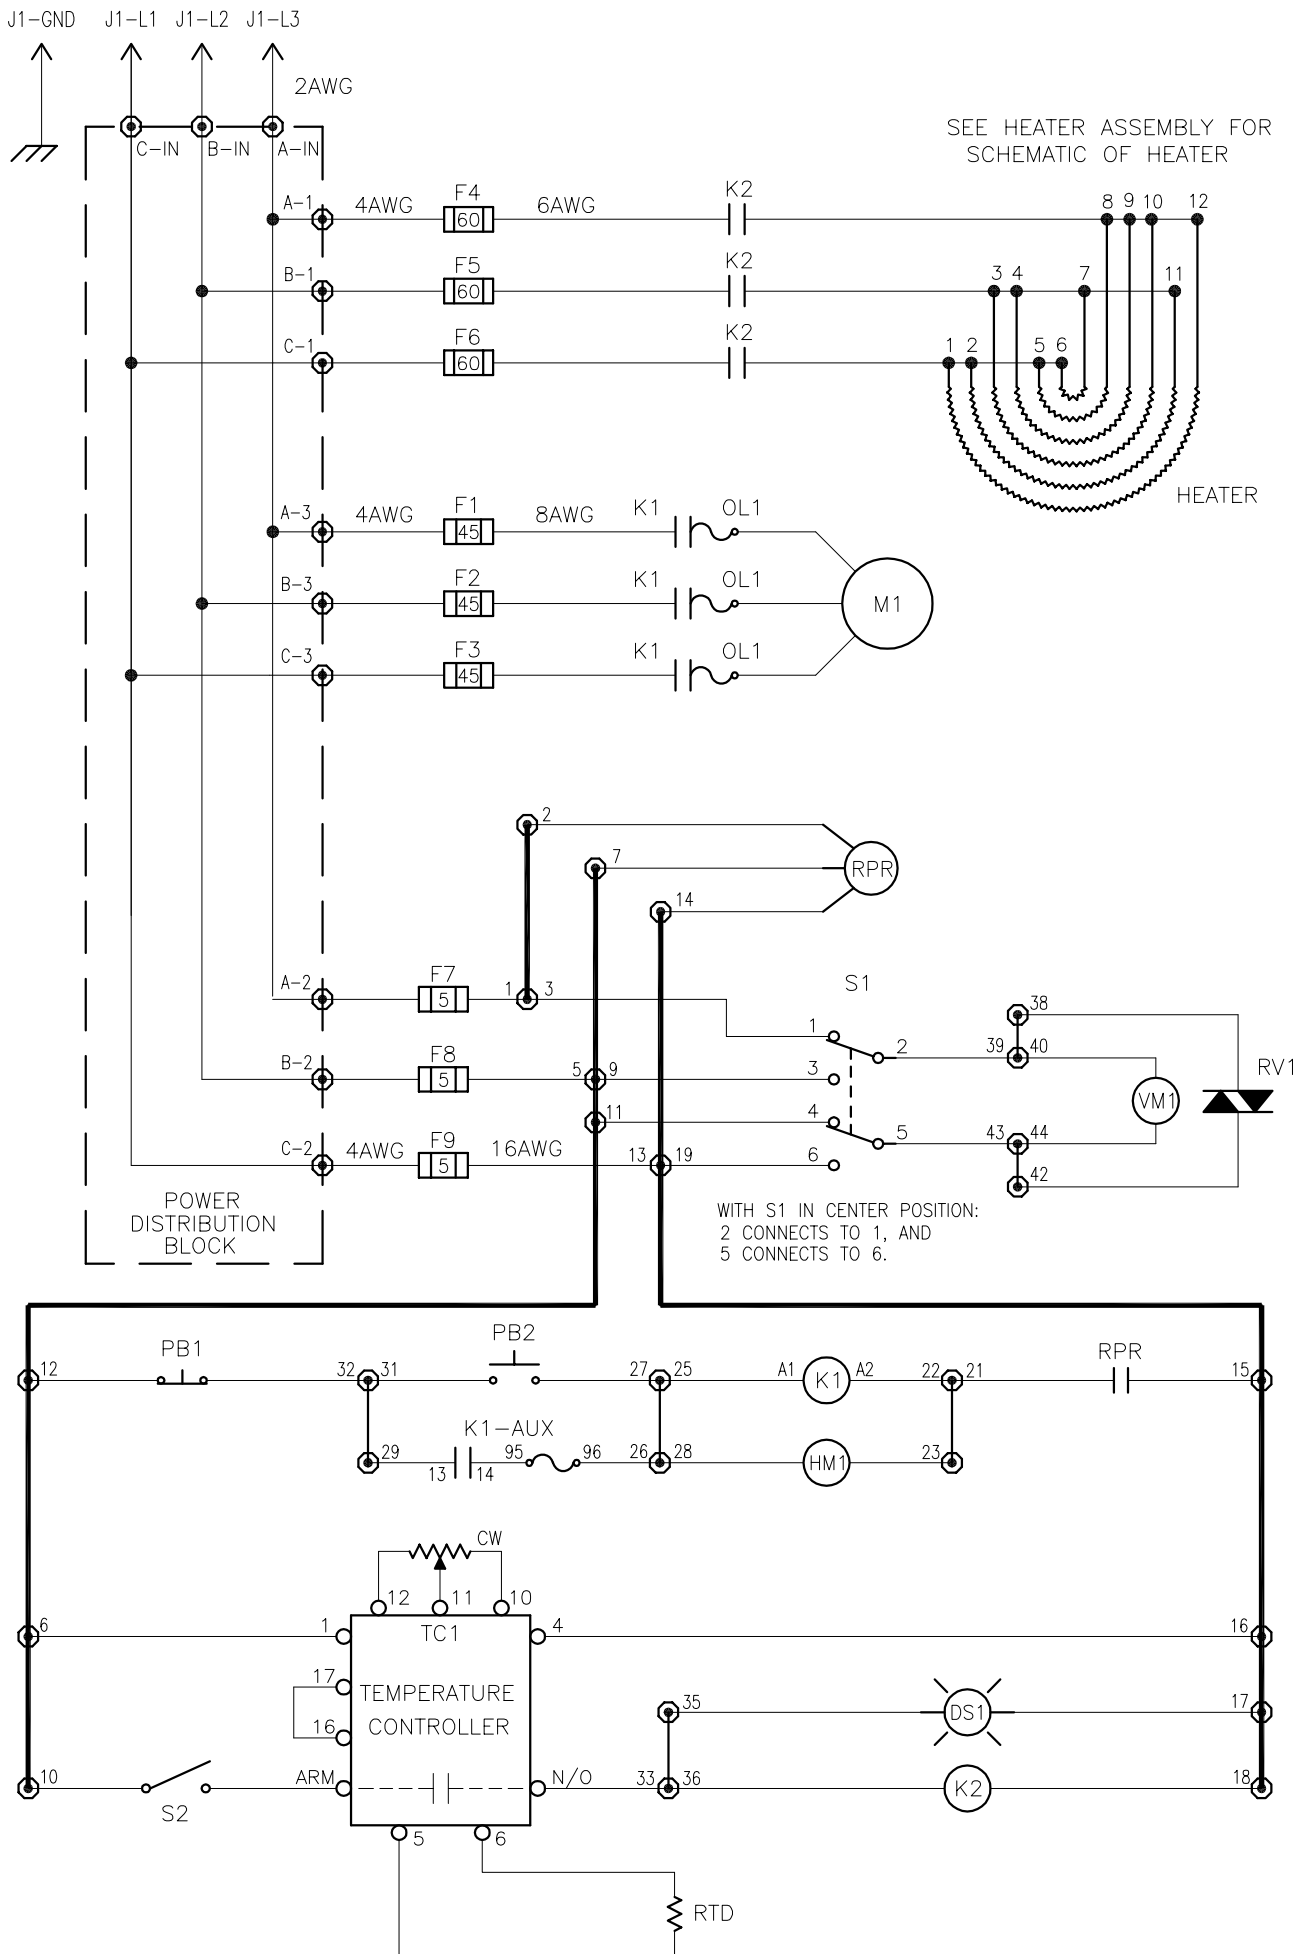 J1-GND J1-L1 J1-L2 J1-L3
2AWG
C-IN B-IN A-IN
SEE HEATER ASSEMBLY FOR
SCHEMATIC OF HEATER
A-1 4AWG F4 60 6AWG K2 8 9 10 12
B-1 F5 60 K2 3 4 7 11
C-1 F6 60 K2 1 2 5 6
HEATER
A-3 4AWG F1 45 8AWG K1 OL1
B-3 F2 45 K1 OL1 M1
C-3 F3 45 K1 OL1
2
7 RPR
14
A-2 F7 5 1 3 S1
1 2 39 40 38
B-2 F8 5 5 9 3 VM1 RV1
11 4 5 43 44
C-2 4AWG F9 5 16AWG 13 19 6 42
POWER
DISTRIBUTION
BLOCK
WITH S1 IN CENTER POSITION:
2 CONNECTS TO 1, AND
5 CONNECTS TO 6.
12 PB1 32 31 PB2 27 25 A1 K1 A2 22 21 RPR 15
K1-AUX
29 13 14 95 96 26 28 HM1 23
CW
12 11 10
6 1 TC1 4 16
17 TEMPERATURE
16 CONTROLLER
35 DS1 17
10 S2 ARM N/O 33 36 K2 18
5 6
RTD